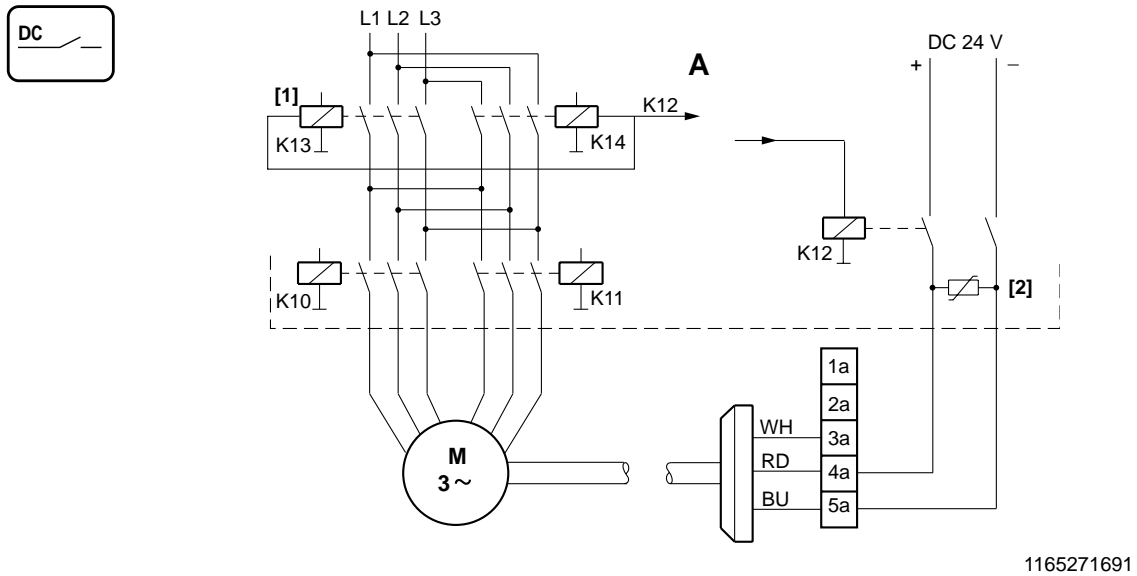 DC
L1 L2 L3
DC 24 V
+ –
A
[1]
K12
K13
K14
K12
K10
K11
[2]
1a
2a
WH
3a
RD
4a
BU
5a
M
3 ~
1165271691